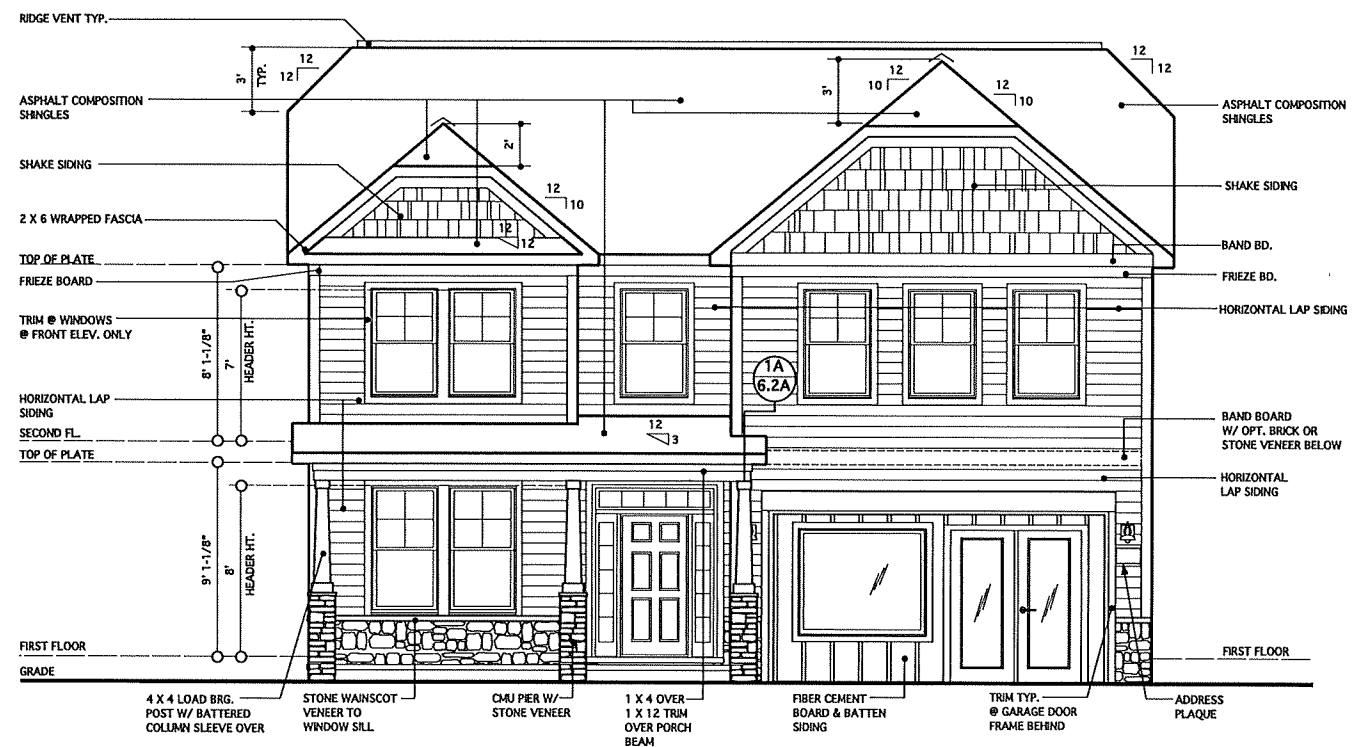 RIDGE VENT TYP.
3'
TYP.
12
12
12
10
3'
12
10
12
12
ASPHALT COMPOSITION
SHINGLES
ASPHALT COMPOSITION
SHINGLES
2'
SHAKE SIDING
SHAKE SIDING
12
10
2 X 6 WRAPPED FASCIA
12
12
BAND BD.
TOP OF PLATE
FRIEZE BOARD
FRIEZE BD.
TRIM @ WINDOWS
@ FRONT ELEV. ONLY
HORIZONTAL LAP SIDING
8' 1-1/8"
7'
HEADER HT.
1A
6.2A
HORIZONTAL LAP
SIDING
SECOND FL.
TOP OF PLATE
12
3
BAND BOARD
W/ OPT. BRICK OR
STONE VENEER BELOW
HORIZONTAL
LAP SIDING
9' 1-1/8"
8'
HEADER HT.
FIRST FLOOR
FIRST FLOOR
GRADE
4 X 4 LOAD BRG.
POST W/ BATTERED
COLUMN SLEEVE OVER
STONE WAINSCOT
VENEER TO
WINDOW SILL
CMU PIER W/
STONE VENEER
1 X 4 OVER
1 X 12 TRIM
OVER PORCH
BEAM
FIBER CEMENT
BOARD & BATTEN
SIDING
TRIM TYP.
@ GARAGE DOOR
FRAME BEHIND
ADDRESS
PLAQUE